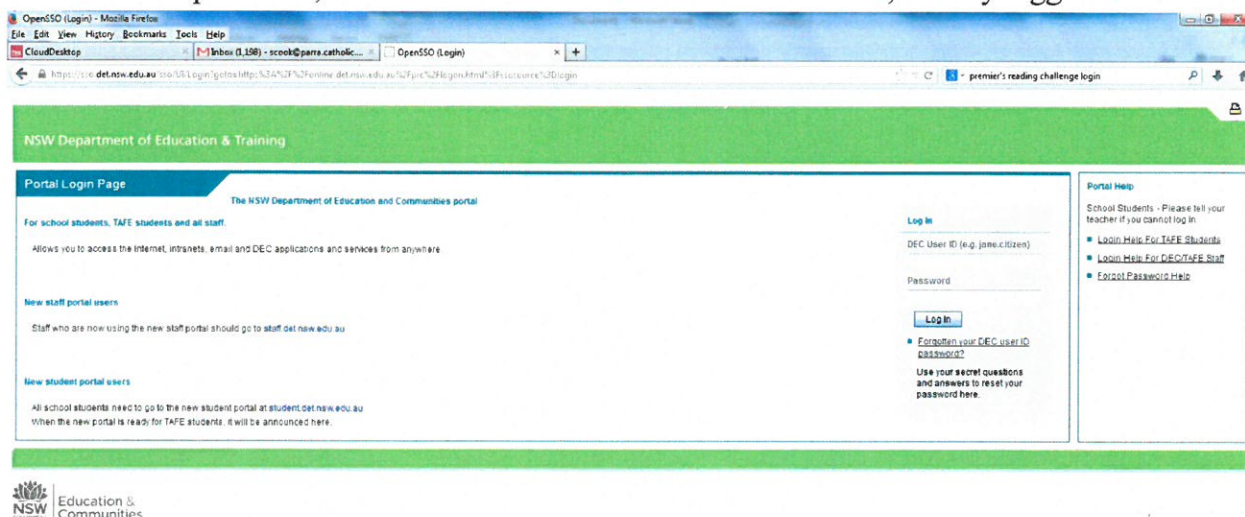 OpenSSO (Login) - Mozilla Firefox
File Edit View History Bookmarks Tools Help
CloudDesktop
Inbox (1,198) - scook@parra.catholic....
OpenSSO (Login)
premier's reading challenge login
NSW Department of Education & Training
Portal Login Page
The NSW Department of Education and Communities portal
For school students, TAFE students and all staff.
Allows you to access the Internet, intranets, email and DEC applications and services from anywhere.
New staff portal users
Staff who are now using the new staff portal should go to staff.det.nsw.edu.au
New student portal users
All school students need to go to the new student portal at student.det.nsw.edu.au
When the new portal is ready for TAFE students, it will be announced here.
Log In
DEC User ID (e.g. jane.citizen)
Password
Log In
Forgotten your DEC user ID
password?
Use your secret questions
and answers to reset your
password here.
Portal Help
School Students - Please tell your
teacher if you cannot log in.
Login Help For TAFE Students
Login Help For DEC/TAFE Staff
Forgot Password Help
NSW
Education &
Communities